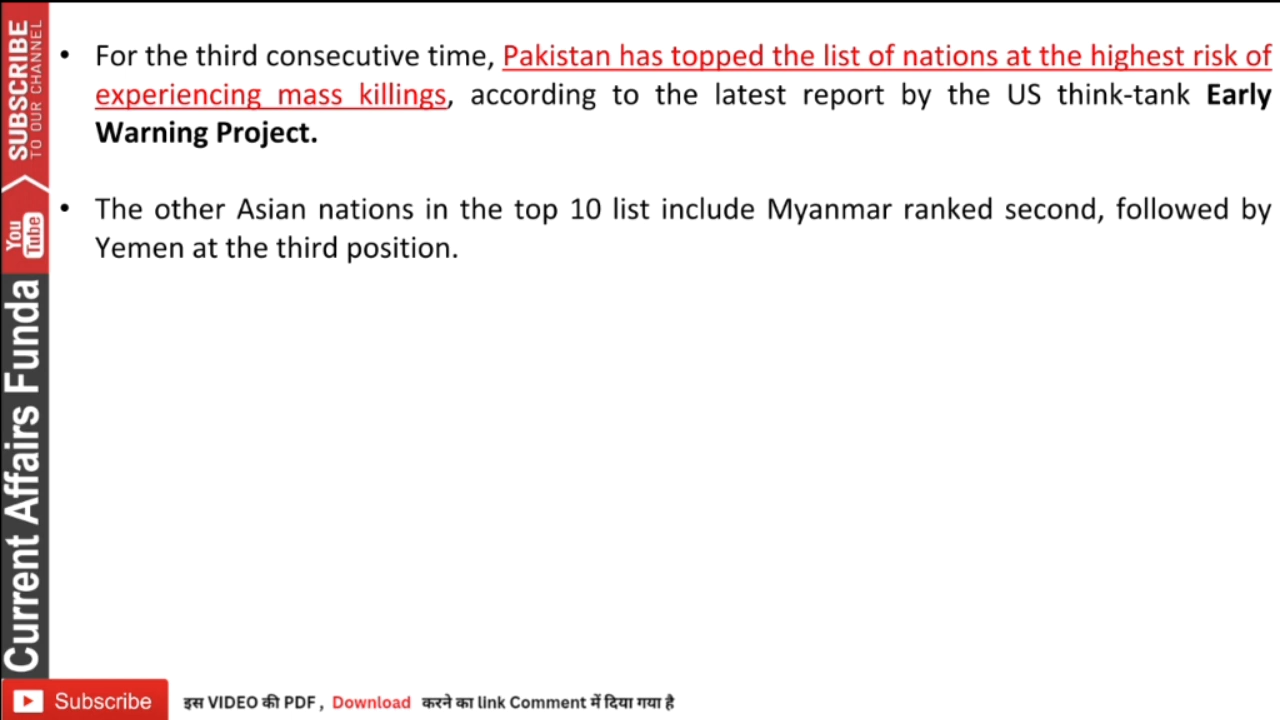 • For the third consecutive time, Pakistan has topped the list of nations at the highest risk of
experiencing mass killings, according to the latest report by the US think-tank Early
Warning Project.
• The other Asian nations in the top 10 list include Myanmar ranked second, followed by
Yemen at the third position.
SUBSCRIBE
TO OUR CHANNEL
You
Tube
Current Affairs Funda
Subscribe
इस VIDEO की PDF , Download करने का link Comment में दिया गया है